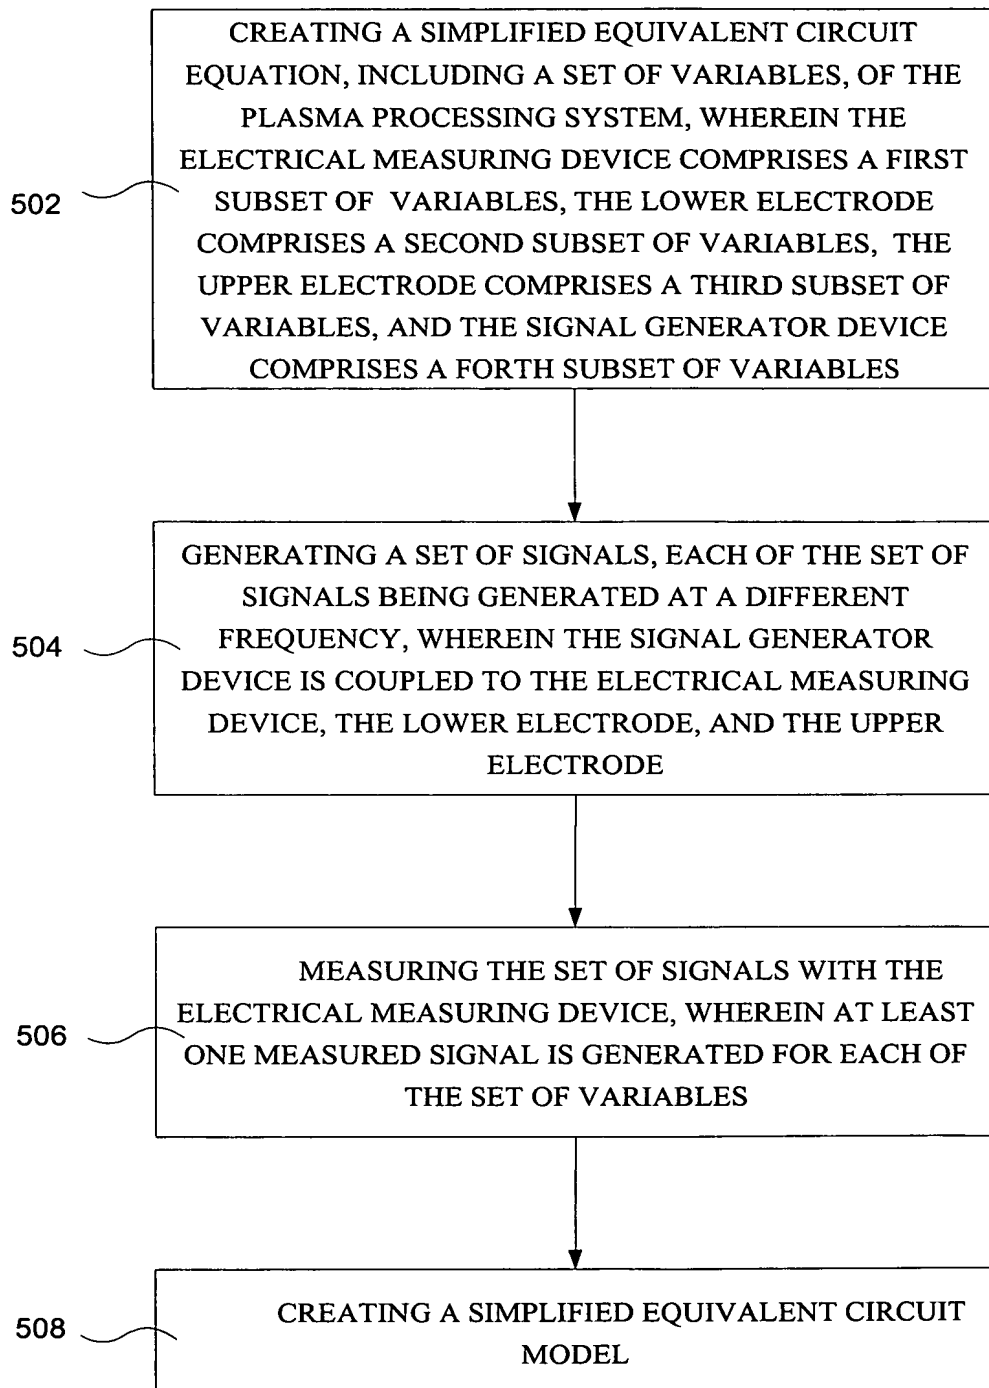 CREATING A SIMPLIFIED EQUIVALENT CIRCUIT
EQUATION, INCLUDING A SET OF VARIABLES, OF THE
PLASMA PROCESSING SYSTEM, WHEREIN THE
ELECTRICAL MEASURING DEVICE COMPRISES A FIRST
SUBSET OF VARIABLES, THE LOWER ELECTRODE
COMPRISES A SECOND SUBSET OF VARIABLES, THE
UPPER ELECTRODE COMPRISES A THIRD SUBSET OF
VARIABLES, AND THE SIGNAL GENERATOR DEVICE
COMPRISES A FORTH SUBSET OF VARIABLES
502
GENERATING A SET OF SIGNALS, EACH OF THE SET OF
SIGNALS BEING GENERATED AT A DIFFERENT
FREQUENCY, WHEREIN THE SIGNAL GENERATOR
DEVICE IS COUPLED TO THE ELECTRICAL MEASURING
DEVICE, THE LOWER ELECTRODE, AND THE UPPER
ELECTRODE
504
MEASURING THE SET OF SIGNALS WITH THE
ELECTRICAL MEASURING DEVICE, WHEREIN AT LEAST
ONE MEASURED SIGNAL IS GENERATED FOR EACH OF
THE SET OF VARIABLES
506
CREATING A SIMPLIFIED EQUIVALENT CIRCUIT
MODEL
508